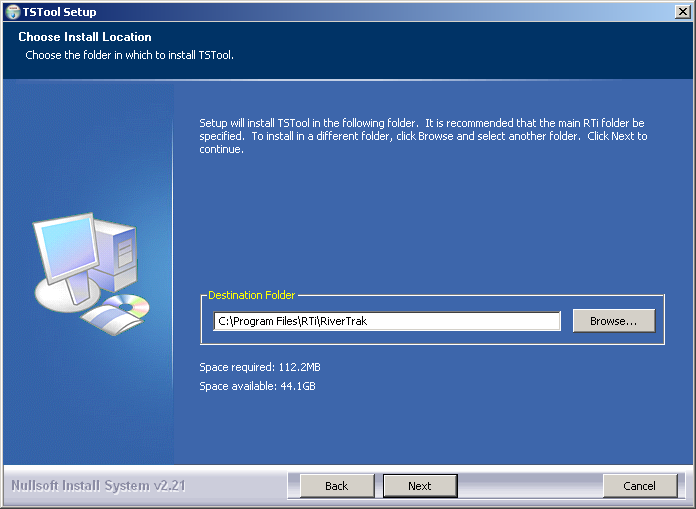 TSTool Setup
Choose Install Location
Choose the folder in which to install TSTool.
Setup will install TSTool in the following folder.  It is recommended that the main RTi folder be
specified.  To install in a different folder, click Browse and select another folder.  Click Next to
continue.
Destination Folder
C:\Program Files\RTi\RiverTrak
Browse...
Space required: 112.2MB
Space available: 44.1GB
Nullsoft Install System v2.21
Back
Next
Cancel